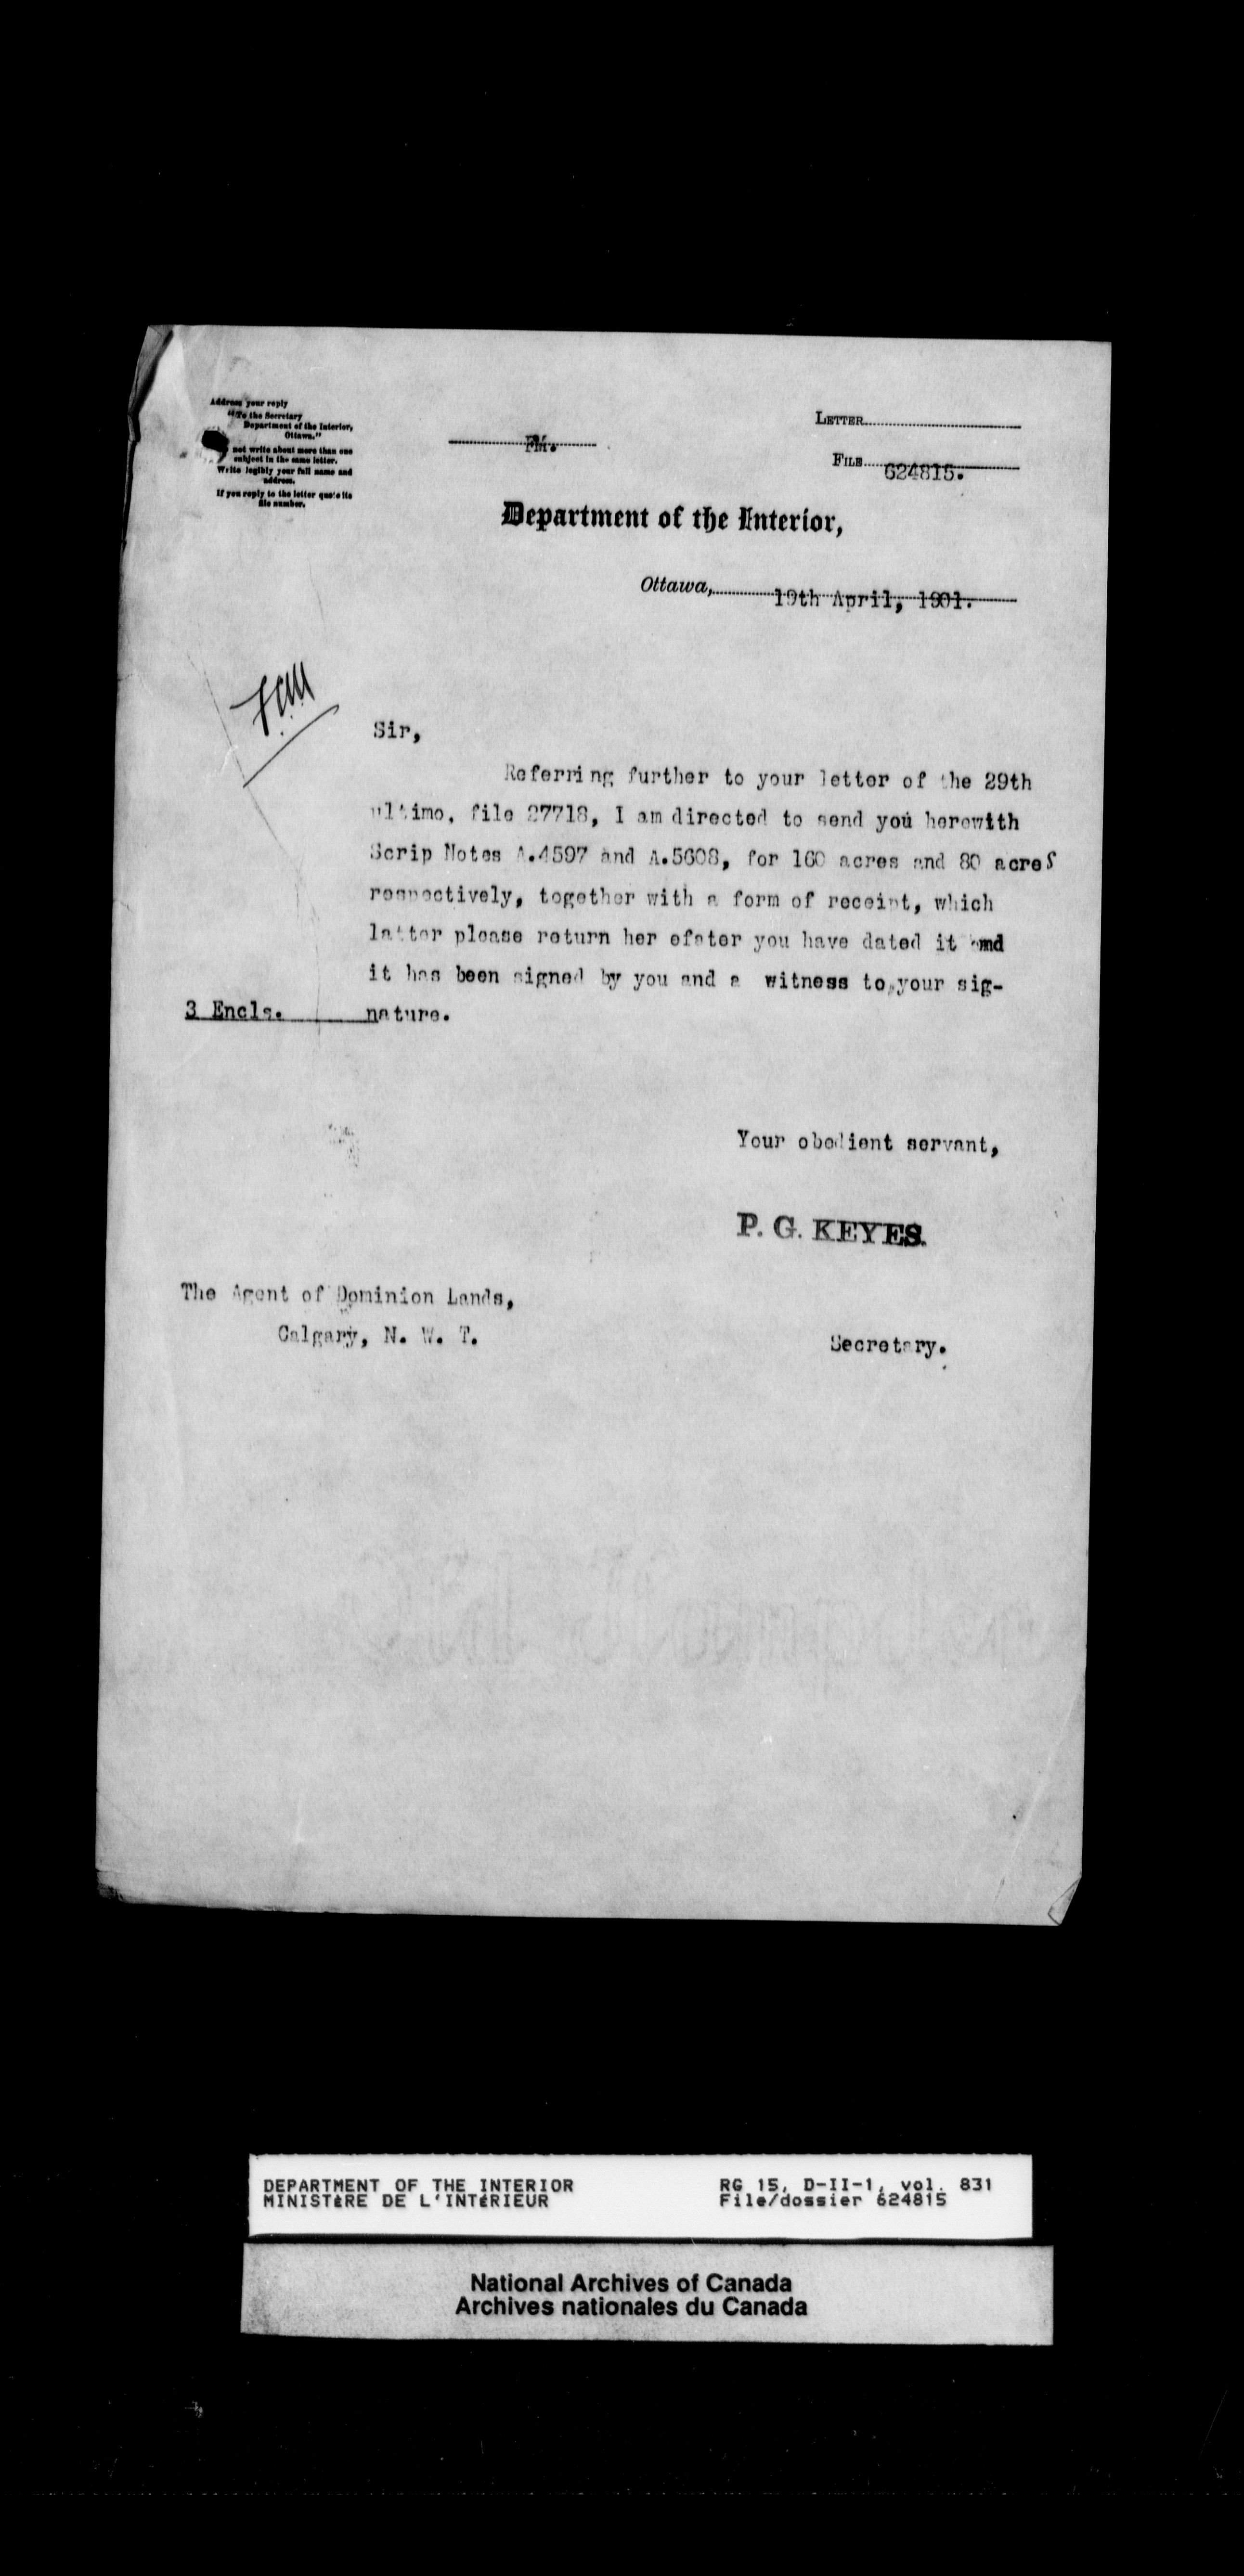 Address your reply
"To the Secretary
Department of the Interior,
Ottawa."
not write about more than one
subject in the same letter.
Write legibly your full name and
address.
If you reply to the letter quote its
file number.
LETTER
FILE 624815.
Department of the Interior,
Ottawa, 19th April, 1901.
Sir,
Referring further to your letter of the 29th
ultimo, file 27718, I am directed to send you herewith
Scrip Notes A.4597 and A.5608, for 160 acres and 80 acres
respectively, together with a form of receipt, which
latter please return her efater you have dated it and
it has been signed by you and a witness to your sig-
3 Encls. nature.
Your obedient servant,
P. G. KEYES.
The Agent of Dominion Lands,
Calgary, N. W. T.
Secretary.
DEPARTMENT OF THE INTERIOR RG 15, D-II-1, vol. 831
MINISTÈRE DE L'INTÉRIEUR File/dossier 624815
National Archives of Canada
Archives nationales du Canada